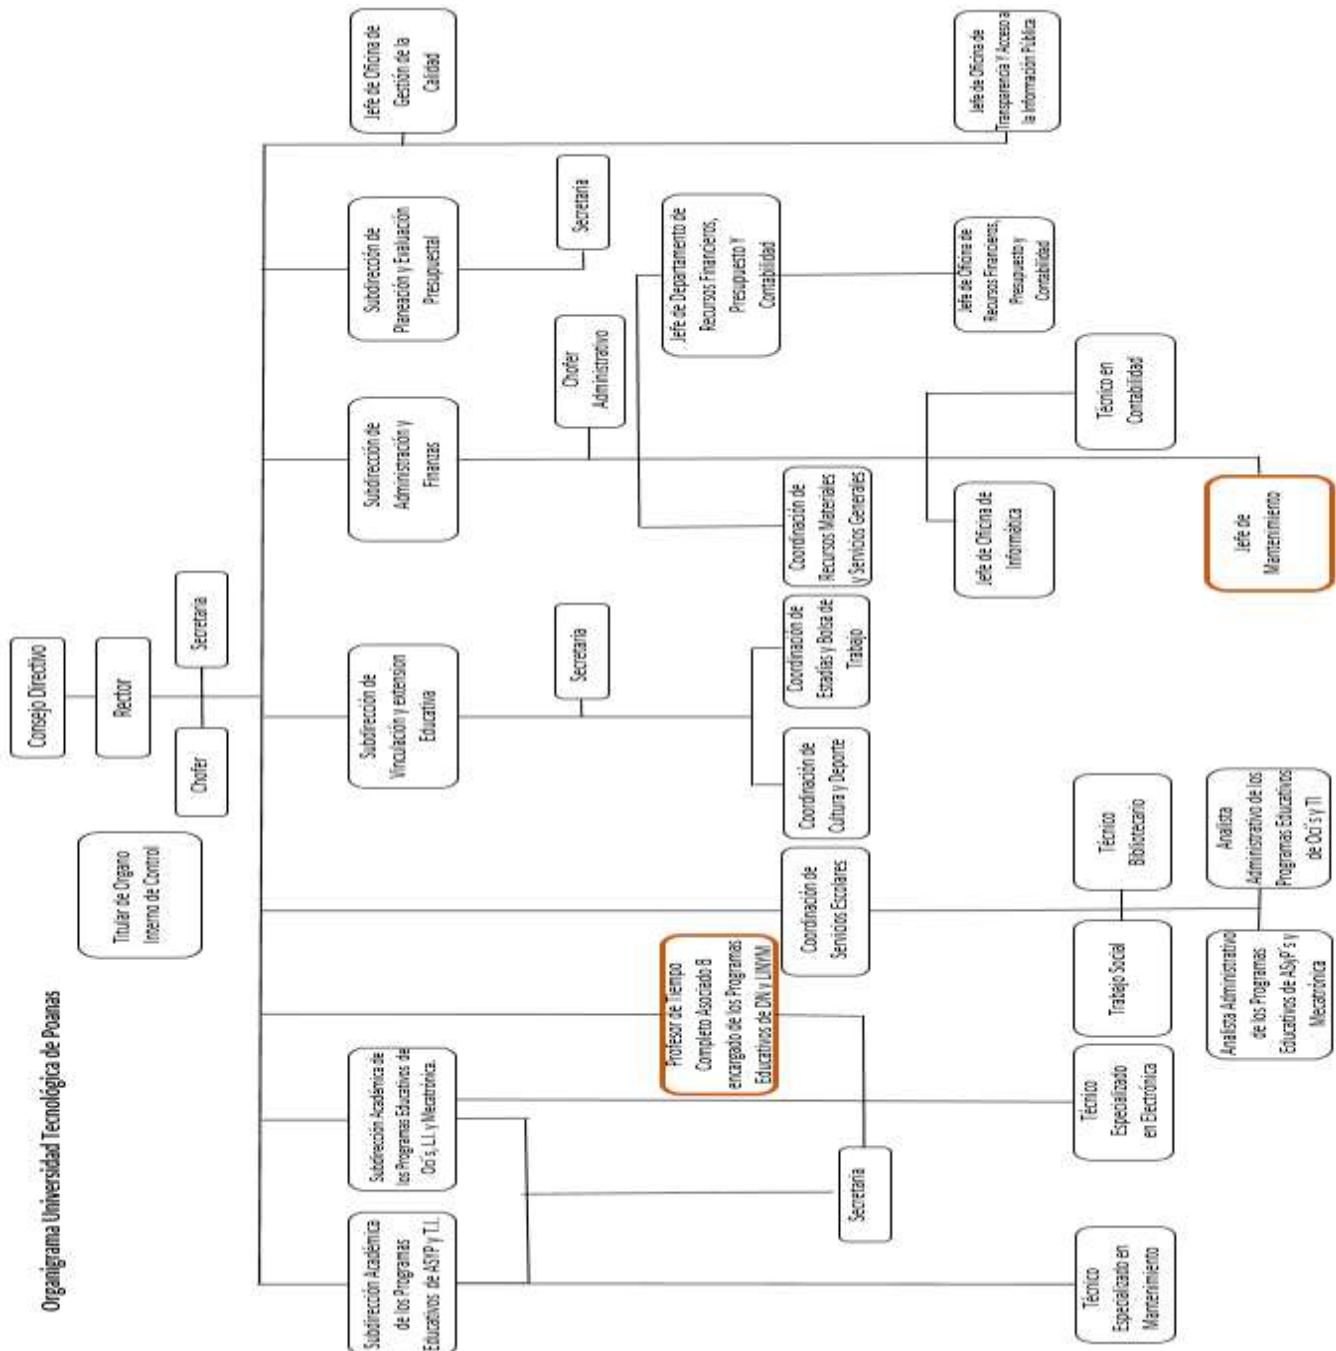 Organigrama Universidad Tecnológica de Poanas
Consejo Directivo
Rector
Titular de Organo
Interno de Control
Chofer
Secretaria
Subdirección Académica
de los Programas
Educativos de ASYP y T.I.
Subdirección Académica de
los Programas Educativos de
Oci´s, L.I. y Mecatrónica.
Subdirección de
Vinculación y extension
Educativa
Subdirección de
Administración y
Finanzas
Subdirección de
Planeación y Evaluación
Presupuestal
Jefe de Oficina de
Gestión de la
Calidad
Secretaria
Chofer
Administrativo
Secretaria
Profesor de Tiempo
Completo Asociado B
encargado de los Programas
Educativos de DN y LINYM
Jefe de Departamento de
Recursos Financieros,
Presupuesto Y
Contabilidad
Coordinación de
Servicios Escolares
Coordinación de
Cultura y Deporte
Coordinación de
Estadías y Bolsa de
Trabajo
Coordinación de
Recursos Materiales
y Servicios Generales
Secretaria
Jefe de Oficina de
Informática
Jefe de Oficina de
Recursos Financieros,
Presupuesto y
Contabilidad
Jefe de Oficina de
Transparencia Y Acceso a
la Información Pública
Técnico
Especializado en
Mantenimiento
Técnico
Especializado
en Electrónica
Trabajo Social
Técnico
Bibliotecario
Técnico en
Contabilidad
Analista Administrativo
de los Programas
Educativos de ASyP´s y
Mecatrónica
Analista
Administrativo de los
Programas Educativos
de Oci´s y TI
Jefe de
Mantenimiento